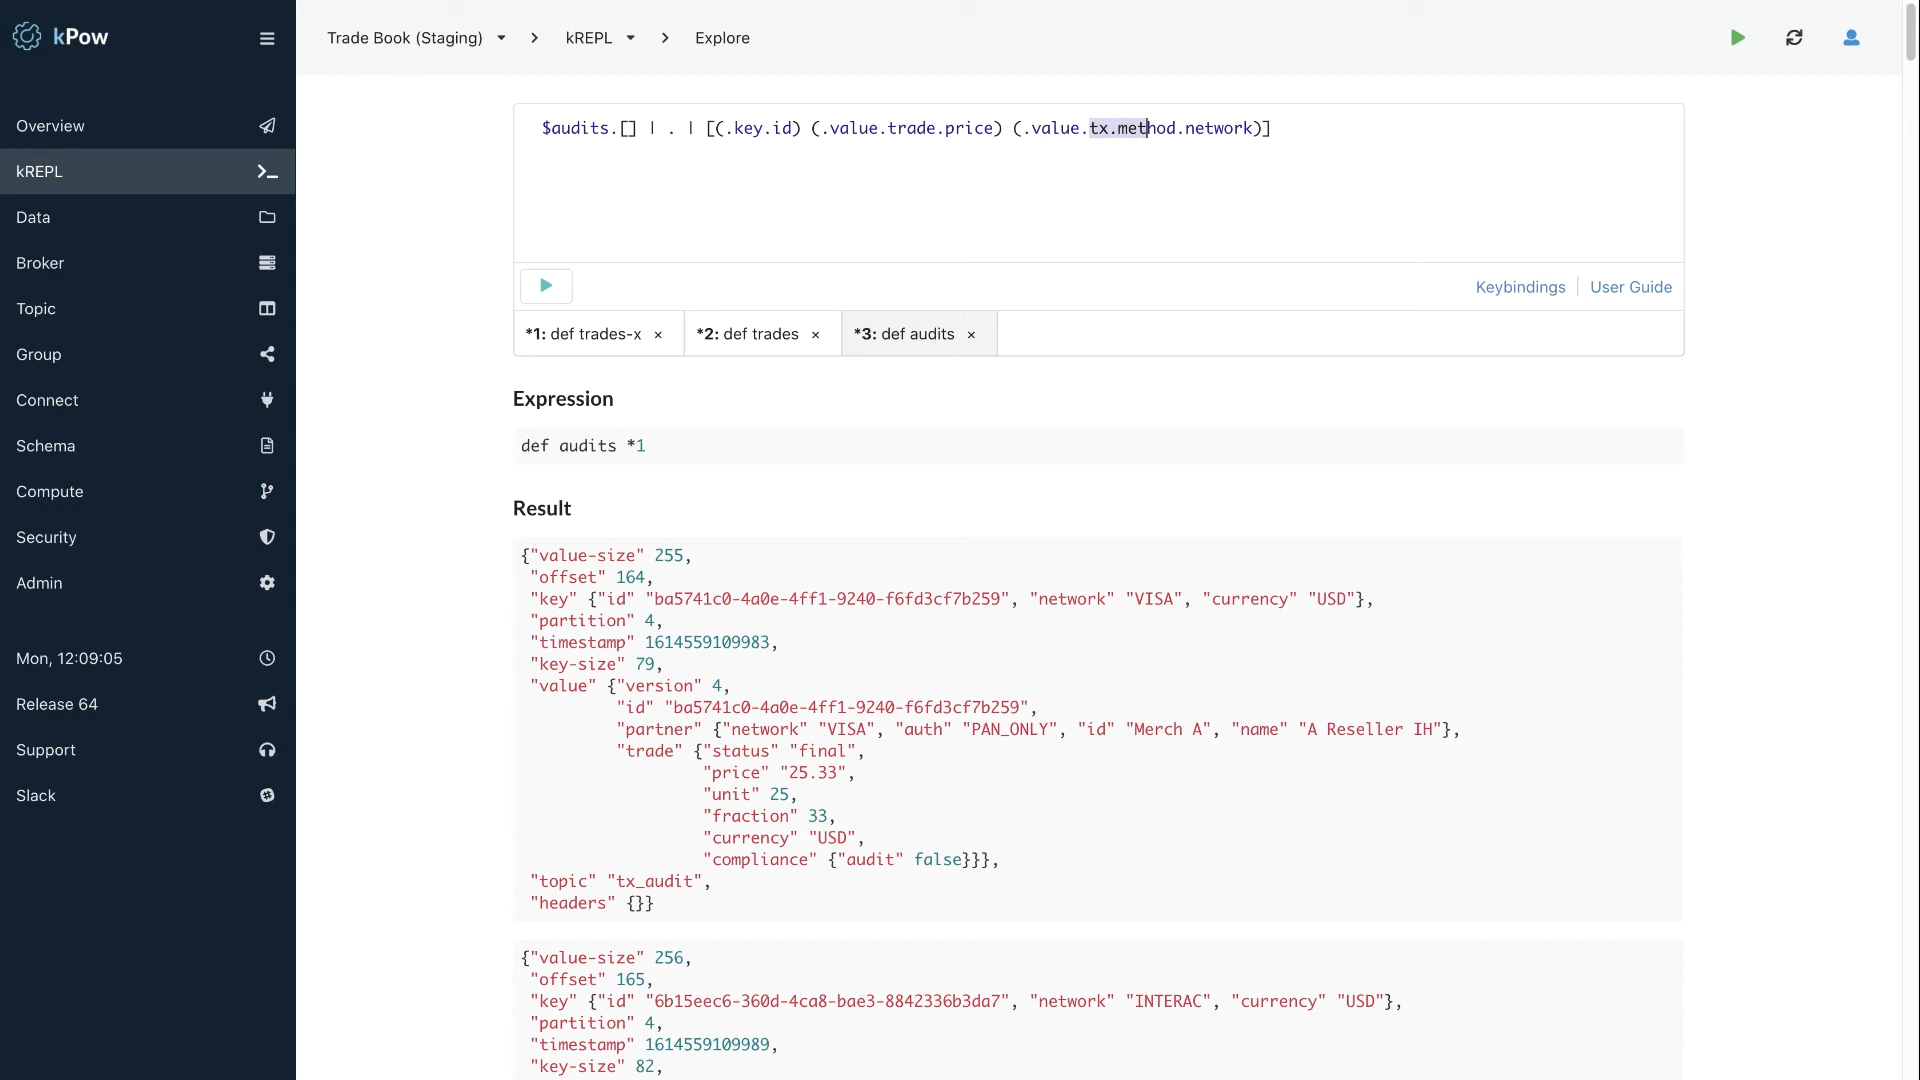 kPow
Trade Book (Staging) > kREPL > Explore
Overview
kREPL
Data
Broker
Topic
Group
Connect
Schema
Compute
Security
Admin
Mon, 12:09:05
Release 64
Support
Slack
$audits.[] | . | [(.key.id) (.value.trade.price) (.value.tx.method.network)]
Keybindings | User Guide
*1: def trades-x × *2: def trades × *3: def audits ×
Expression
def audits *1
Result
{"value-size" 255,
"offset" 164,
"key" {"id" "ba5741c0-4a0e-4ff1-9240-f6fd3cf7b259", "network" "VISA", "currency" "USD"},
"partition" 4,
"timestamp" 1614559109983,
"key-size" 79,
"value" {"version" 4,
"id" "ba5741c0-4a0e-4ff1-9240-f6fd3cf7b259",
"partner" {"network" "VISA", "auth" "PAN_ONLY", "id" "Merch A", "name" "A Reseller IH"},
"trade" {"status" "final",
"price" "25.33",
"unit" 25,
"fraction" 33,
"currency" "USD",
"compliance" {"audit" false}}},
"topic" "tx_audit",
"headers" {}}
{"value-size" 256,
"offset" 165,
"key" {"id" "6b15eec6-360d-4ca8-bae3-8842336b3da7", "network" "INTERAC", "currency" "USD"},
"partition" 4,
"timestamp" 1614559109989,
"key-size" 82,